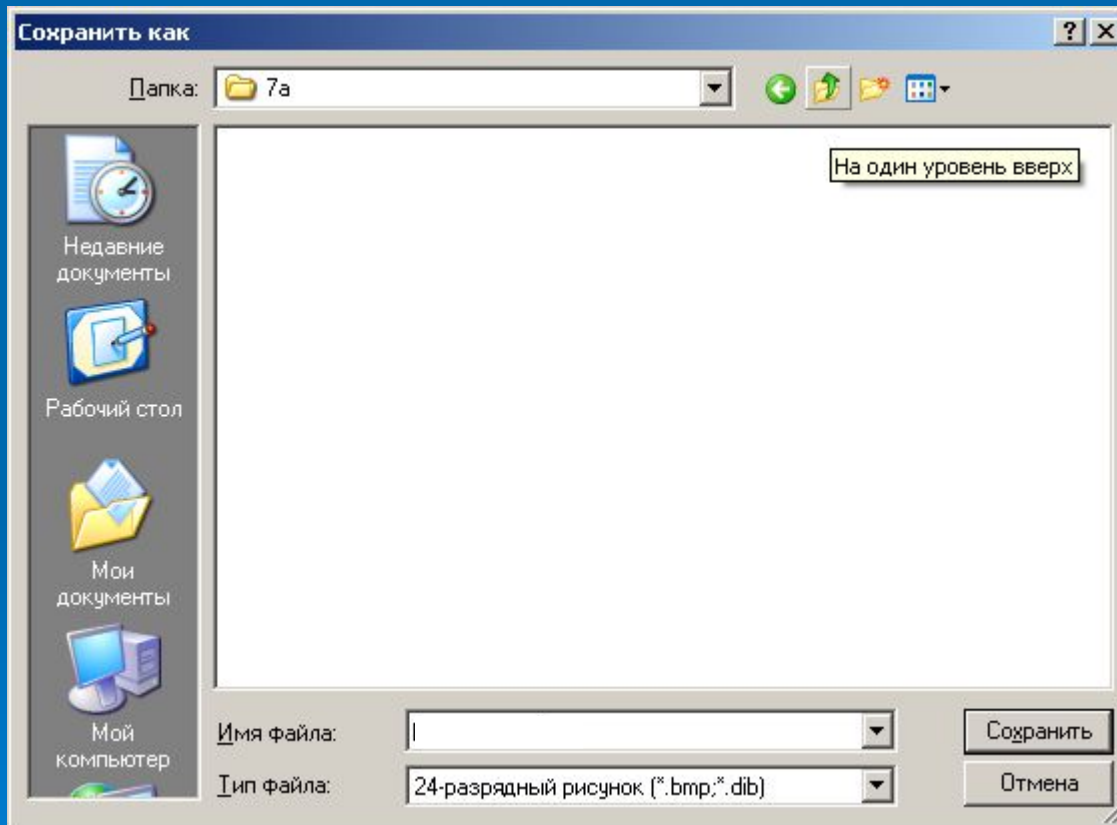 Сохранить как
Папка:
7a
На один уровень вверх
Недавние
документы
Рабочий стол
Мои
документы
Мой
компьютер
Имя файла:
Сохранить
Тип файла:
24-разрядный рисунок (*.bmp;*.dib)
Отмена